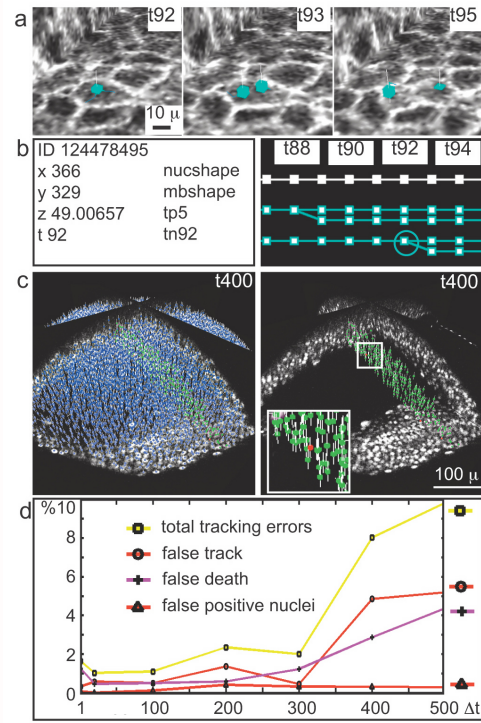 a
t92
t93
t95
10 μ
b
ID 124478495
x 366 nucshape
y 329 mbshape
z 49.00657 tp5
t 92 tn92
t88 t90 t92 t94
c
t400
t400
100 μ
d
%10
8
6
4
2
0
total tracking errors
false track
false death
false positive nuclei
1 100 200 300 400 500 Δt